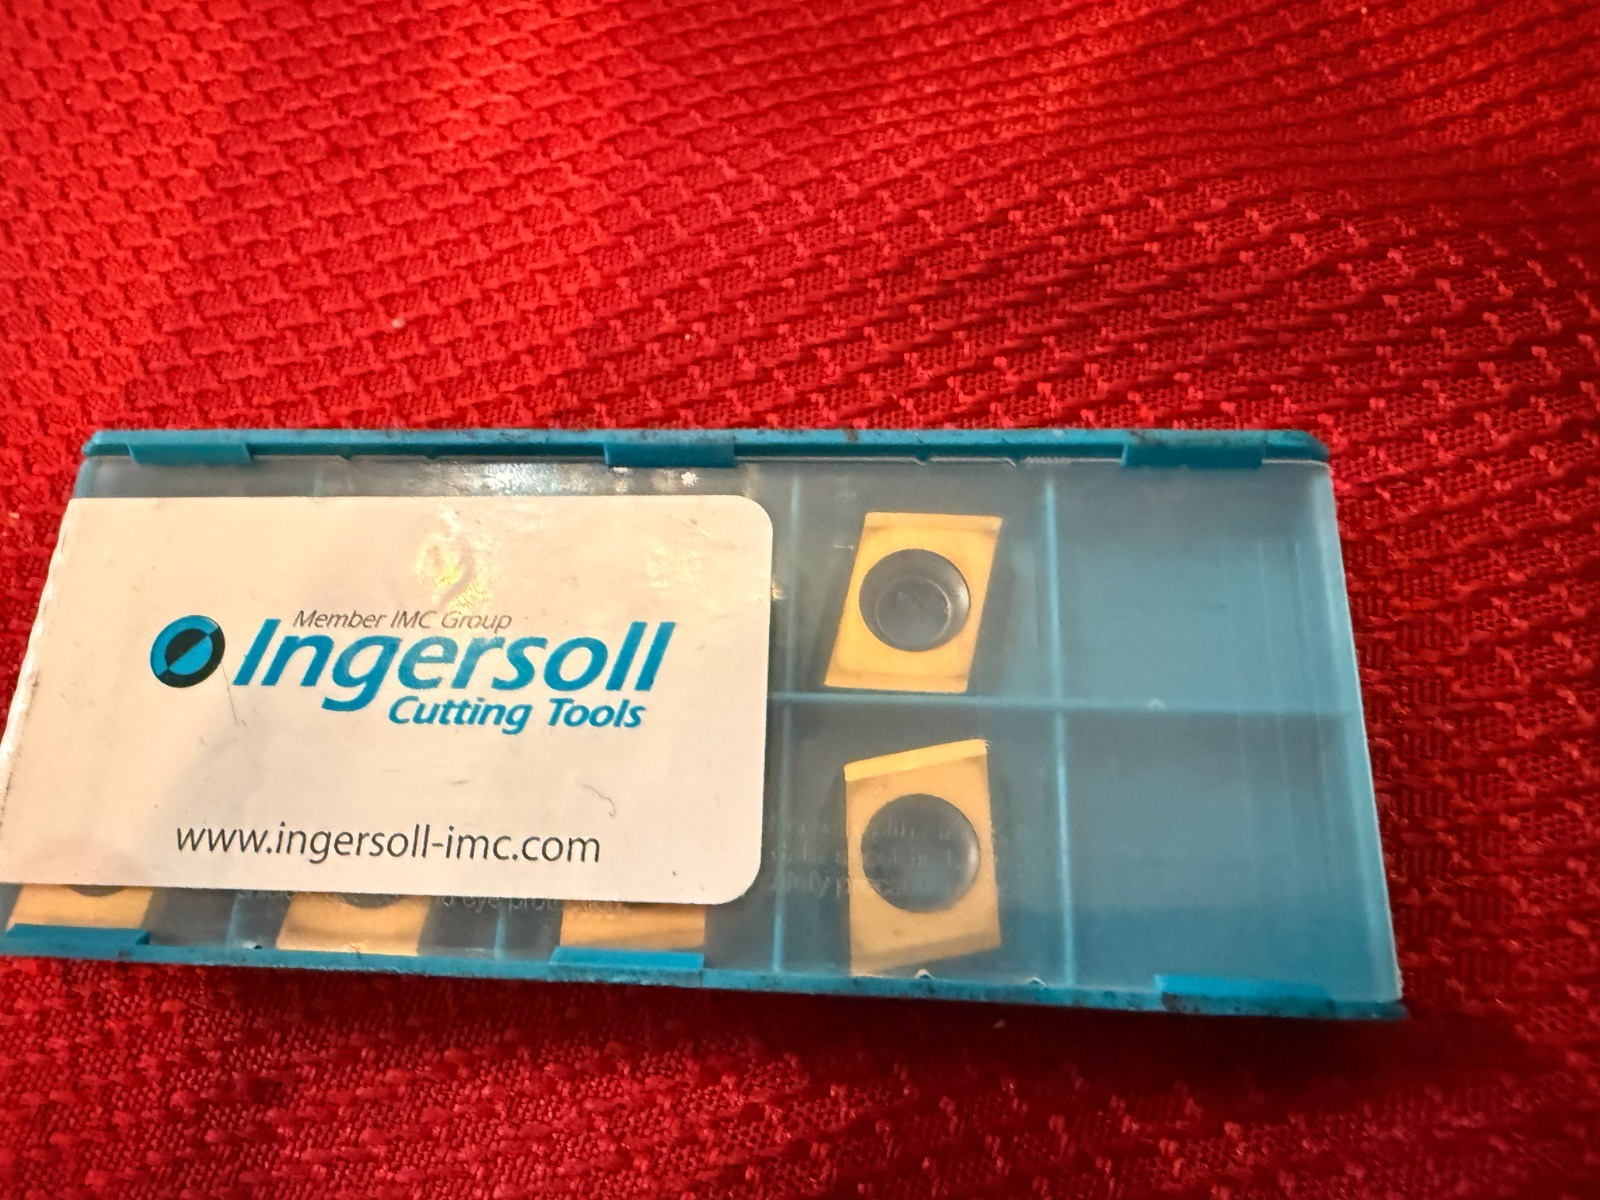 Member IMC Group
Ingersoll
Cutting Tools
www.ingersoll-imc.com